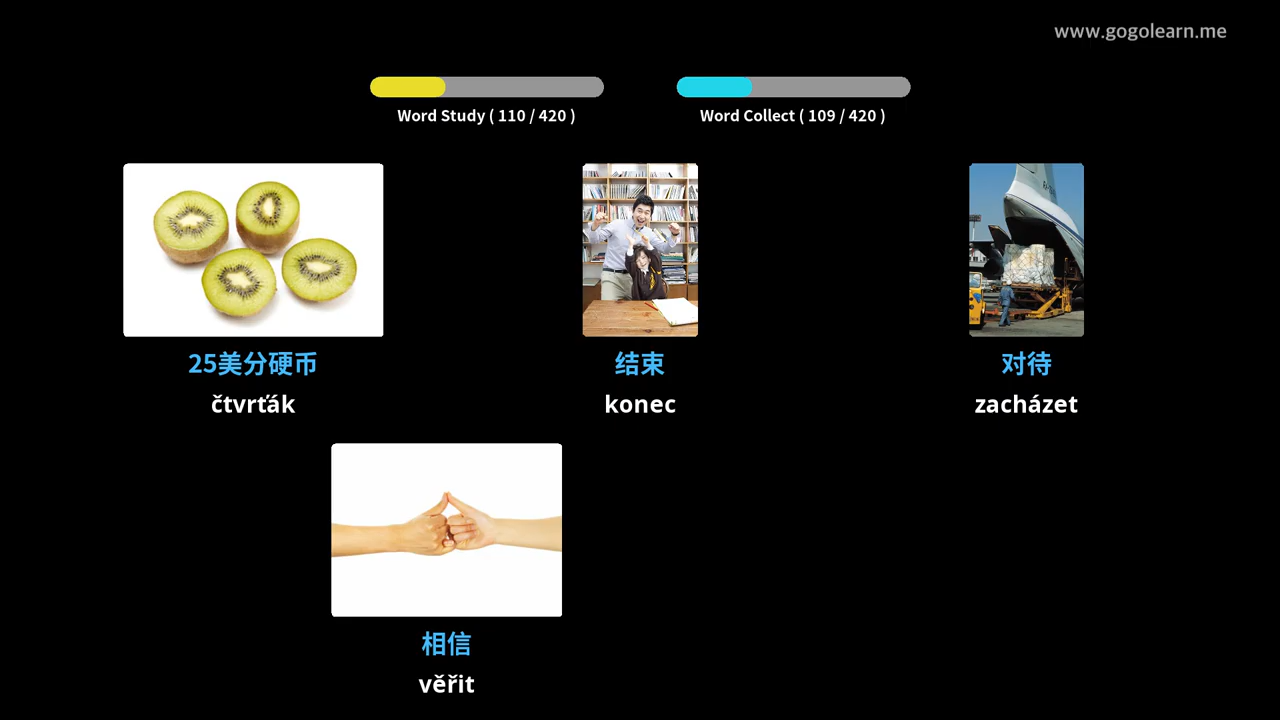 www.gogolearn.me
Word Study ( 110 / 420 )
Word Collect ( 109 / 420 )
25美分硬币
čtvrťák
结束
konec
对待
zacházet
相信
věřit